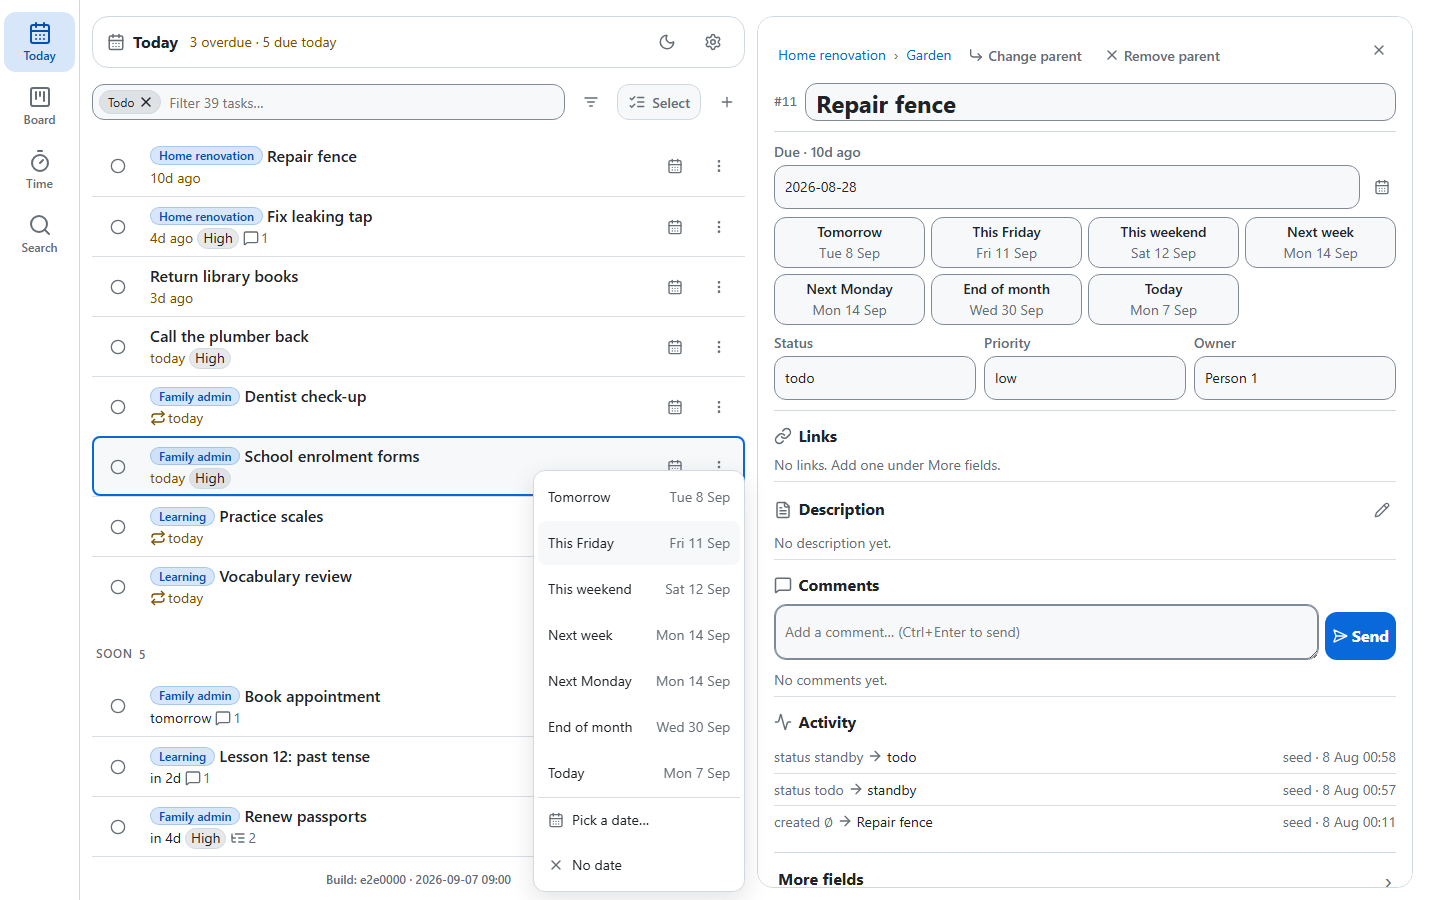 Today
Board
Time
Search
Today 3 overdue · 5 due today
Todo
Filter 39 tasks...
Select
Home renovation Repair fence
10d ago
Home renovation Fix leaking tap
4d ago High 1
Return library books
3d ago
Call the plumber back
today High
Family admin Dentist check-up
today
Family admin School enrolment forms
today High
Learning Practice scales
today
Learning Vocabulary review
today
SOON 5
Family admin Book appointment
tomorrow 1
Learning Lesson 12: past tense
in 2d 1
Family admin Renew passports
in 4d High 2
Build: e2e0000 · 2026-09-07 09:00
Tomorrow Tue 8 Sep
This Friday Fri 11 Sep
This weekend Sat 12 Sep
Next week Mon 14 Sep
Next Monday Mon 14 Sep
End of month Wed 30 Sep
Today Mon 7 Sep
Pick a date...
No date
Home renovation › Garden Change parent Remove parent
#11 Repair fence
Due · 10d ago
2026-08-28
Tomorrow This Friday This weekend Next week
Tue 8 Sep Fri 11 Sep Sat 12 Sep Mon 14 Sep
Next Monday End of month Today
Mon 14 Sep Wed 30 Sep Mon 7 Sep
Status Priority Owner
todo low Person 1
Links
No links. Add one under More fields.
Description
No description yet.
Comments
Add a comment... (Ctrl+Enter to send)
Send
No comments yet.
Activity
status standby → todo seed · 8 Aug 00:58
status todo → standby seed · 8 Aug 00:57
created ∅ → Repair fence seed · 8 Aug 00:11
More fields